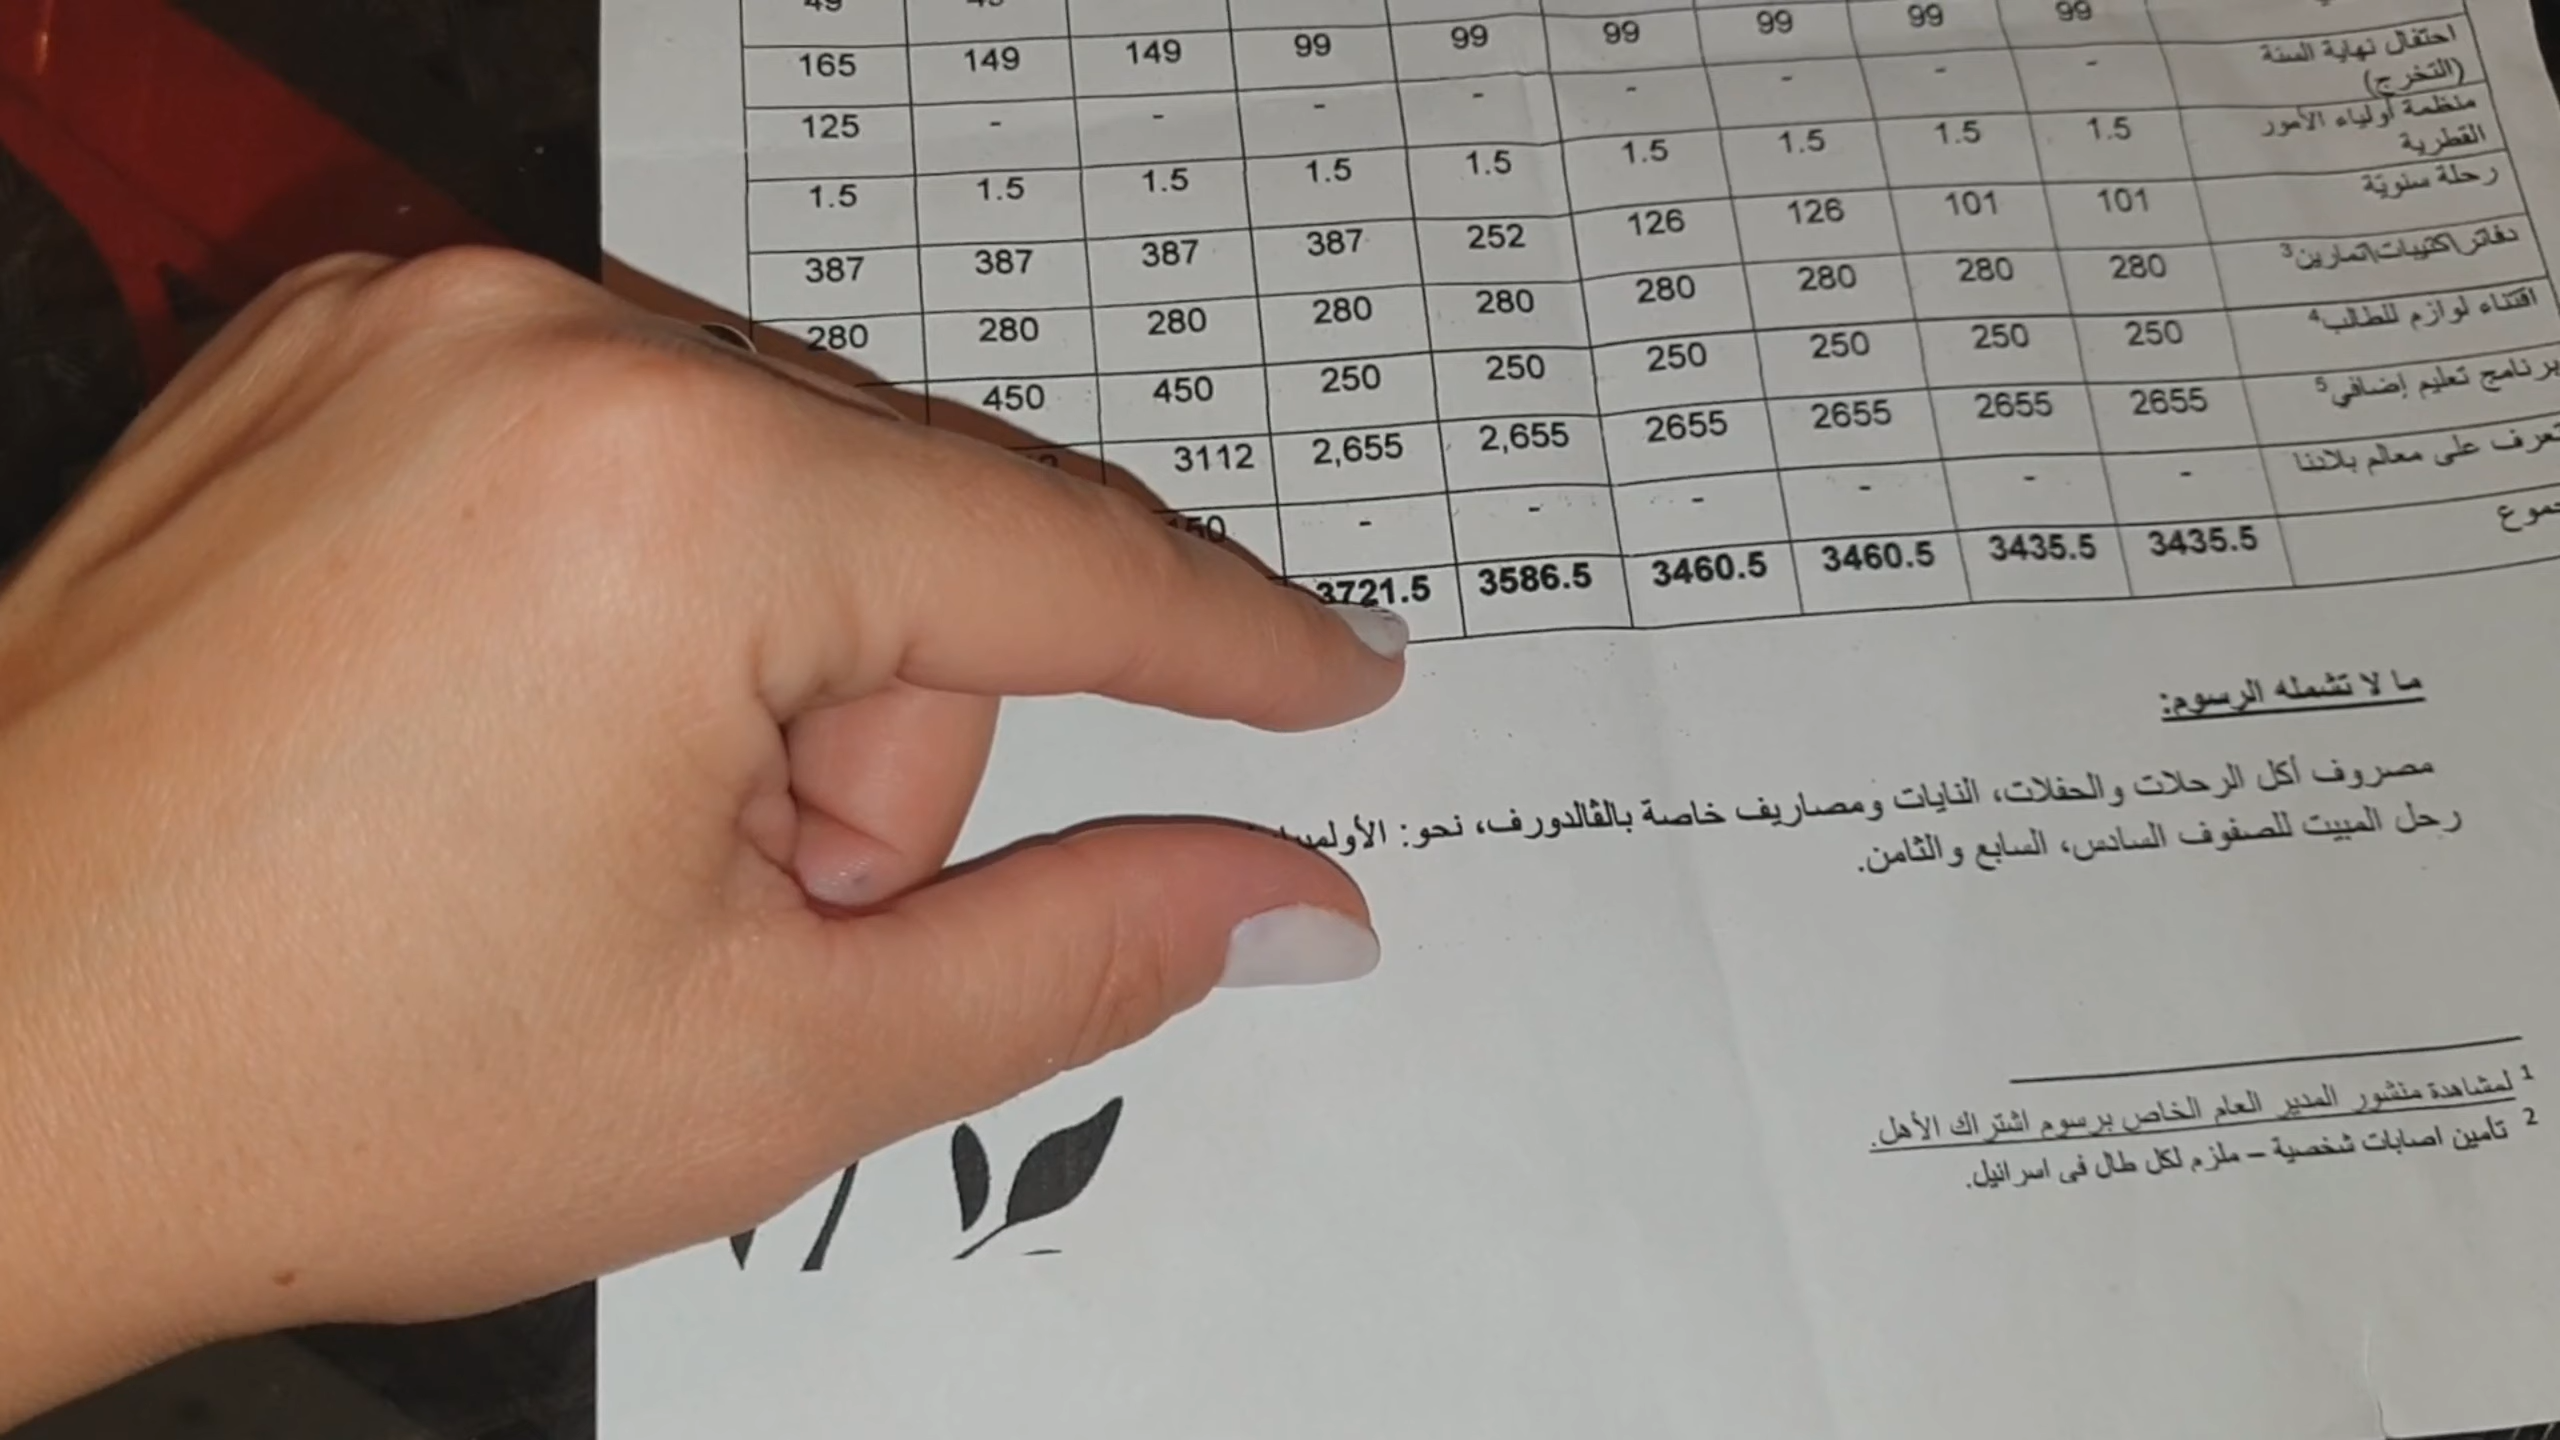 99 99 99 99 99 99 149 149 165
احتفال نهاية السنة (التخرج) - - - - - - - - 125
منظمة أولياء الأمور القطرية 1.5 1.5 1.5 1.5 1.5 1.5 1.5 1.5 1.5
رحلة سنوية 101 101 126 126 252 387 387 387 387
دفاتر\كتيبات\تمارين3 280 280 280 280 280 280 280 280 280
اقتناء لوازم للطالب4 250 250 250 250 250 250 450 450
برنامج تعليم إضافي5 2655 2655 2655 2655 2,655 2,655 3112
على معالم بلادنا - - - - - -
3435.5 3435.5 3460.5 3460.5 3586.5 3721.5
ما لا تشمله الرسوم:
مصروف أكل الرحلات والحفلات، النايات ومصاريف خاصة بالڤالدورف، نحو:
رحل المبيت للصفوف السادس، السابع والثامن.
1 لمشاهدة منشور المدير العام الخاص برسوم اشتراك الأهل.
2 تأمين اصابات شخصية – ملزم لكل طال في اسرائيل.